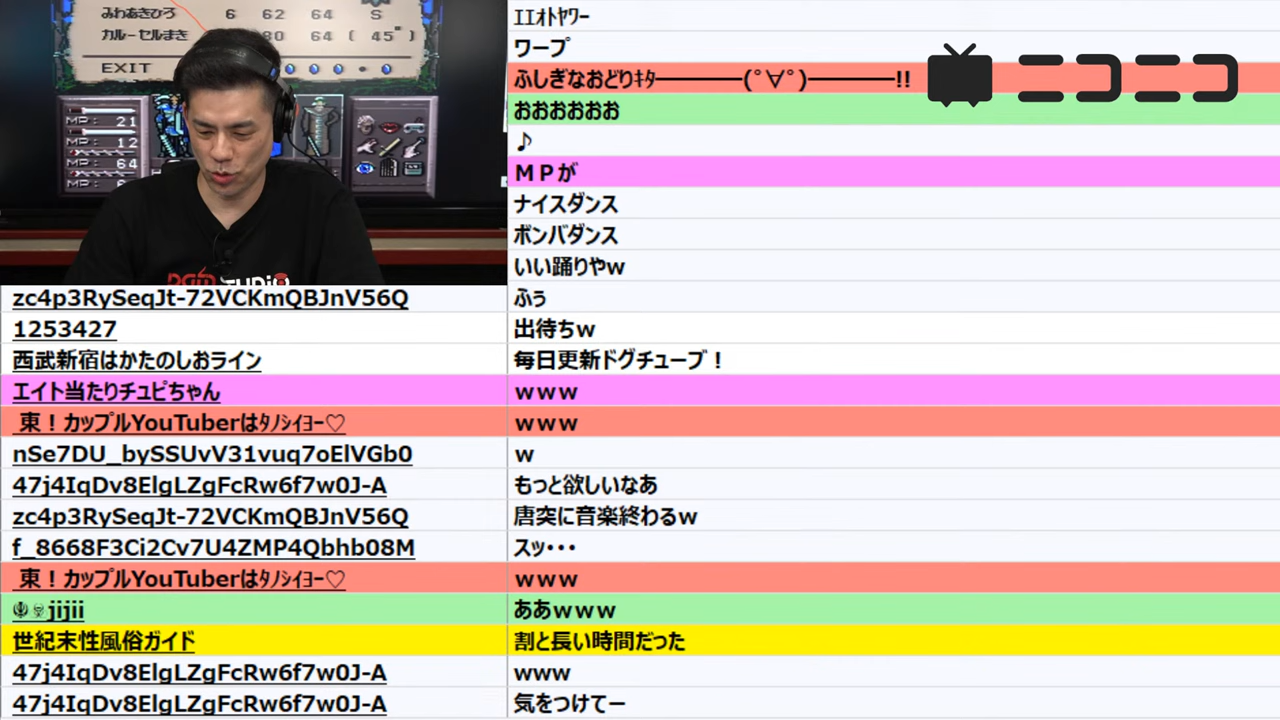 みわあきひろ 6 62 64 S
カルーセルまき 80 64 ( 45° )
EXIT
MP: 21
MP: 12
MP: 64
MP:
IIｵﾄﾔﾜｰ
ワープ
ふしぎなおどりｷﾀ━━━━━━(ﾟ∀ﾟ)━━━━━━!!
ニコニコ
おおおおおお
♪
ＭＰが
ナイスダンス
ボンバダンス
いい踊りやw
zc4p3RySeqJt-72VCKmQBJnV56Q ふぅ
1253427 出待ちｗ
西武新宿はかたのしおライン 毎日更新ドグチューブ！
エイト当たりチュピちゃん ｗｗｗ
東！カップルYouTuberはﾀﾉｼｲﾖｰ♡ ｗｗｗ
nSe7DU_bySSUvV31vuq7oElVGb0 ｗ
47j4IqDv8ElgLZgFcRw6f7w0J-A もっと欲しいなあ
zc4p3RySeqJt-72VCKmQBJnV56Q 唐突に音楽終わるｗ
f_8668F3Ci2Cv7U4ZMP4Qbhb08M スッ･･･
東！カップルYouTuberはﾀﾉｼｲﾖｰ♡ ｗｗｗ
jijii ああｗｗｗ
世紀末性風俗ガイド 割と長い時間だった
47j4IqDv8ElgLZgFcRw6f7w0J-A www
47j4IqDv8ElgLZgFcRw6f7w0J-A 気をつけてー